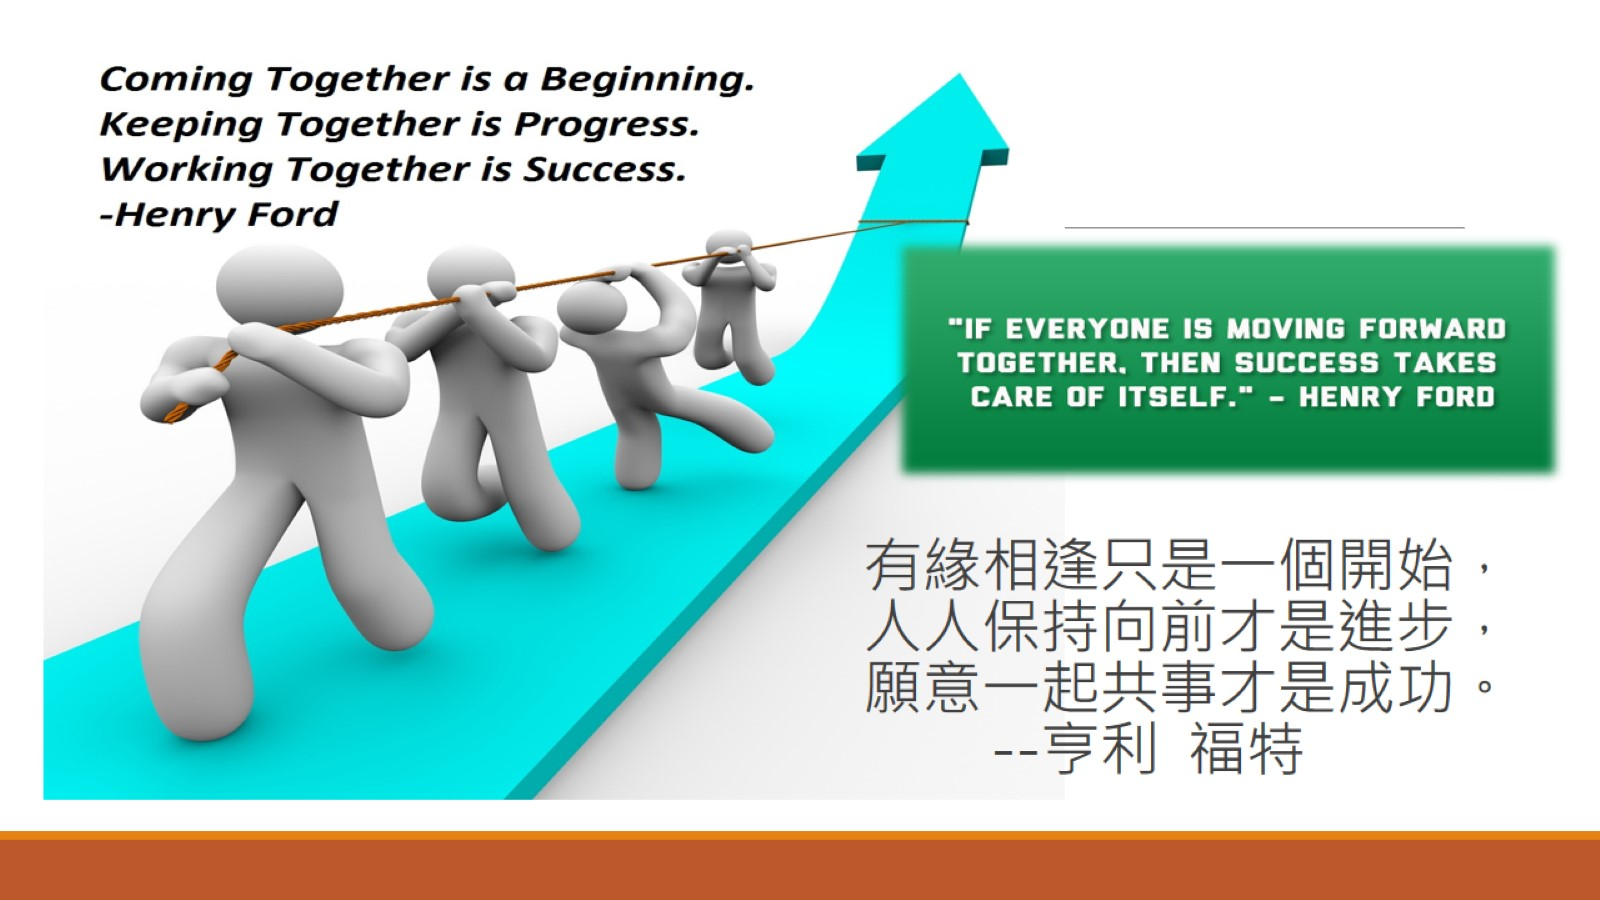 Coming Together is a Beginning.
Keeping Together is Progress.
Working Together is Success.
-Henry Ford
"IF EVERYONE IS MOVING FORWARD
TOGETHER, THEN SUCCESS TAKES
CARE OF ITSELF." - HENRY FORD
有緣相逢只是一個開始，
人人保持向前才是進步，
願意一起共事才是成功。
--亨利 福特